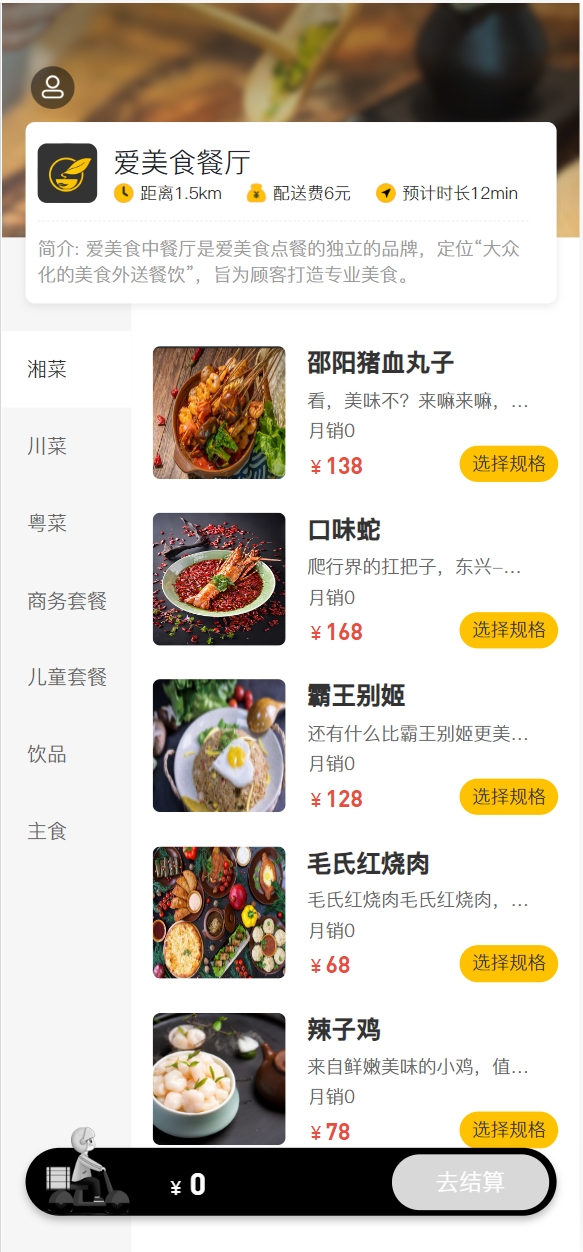 爱美食餐厅
距离1.5km 配送费6元 预计时长12min
简介: 爱美食中餐厅是爱美食点餐的独立的品牌，定位“大众
化的美食外送餐饮”，旨为顾客打造专业美食。
湘菜
川菜
粤菜
商务套餐
儿童套餐
饮品
主食
邵阳猪血丸子
看，美味不？来嘛来嘛，...
月销0
￥138 选择规格
口味蛇
爬行界的扛把子，东兴-...
月销0
￥168 选择规格
霸王别姬
还有什么比霸王别姬更美...
月销0
￥128 选择规格
毛氏红烧肉
毛氏红烧肉毛氏红烧肉，...
月销0
￥68 选择规格
辣子鸡
来自鲜嫩美味的小鸡，值...
月销0
￥78 选择规格
￥0 去结算